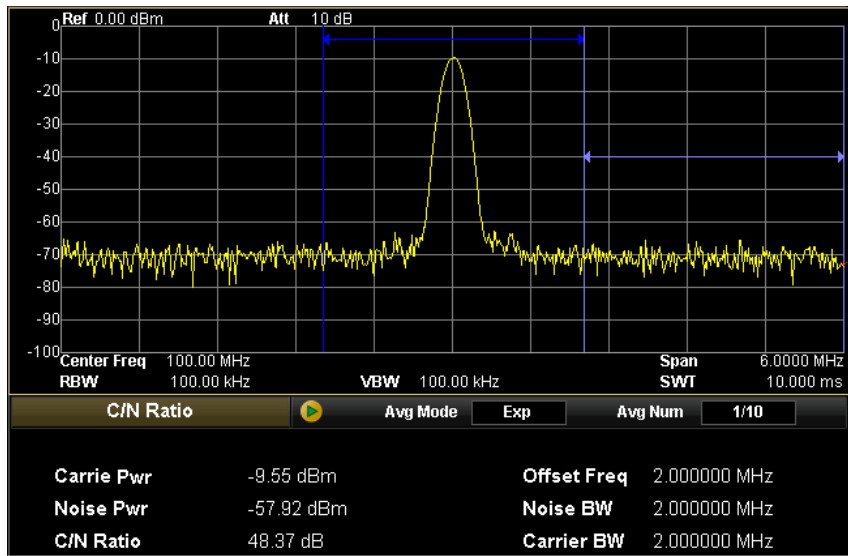 Ref 0.00 dBm Att 10 dB
0
-10
-20
-30
-40
-50
-60
-70
-80
-90
-100
Center Freq 100.00 MHz Span 6.0000 MHz
RBW 100.00 kHz VBW 100.00 kHz SWT 10.000 ms
C/N Ratio Avg Mode Exp Avg Num 1/10
Carrie Pwr -9.55 dBm Offset Freq 2.000000 MHz
Noise Pwr -57.92 dBm Noise BW 2.000000 MHz
C/N Ratio 48.37 dB Carrier BW 2.000000 MHz